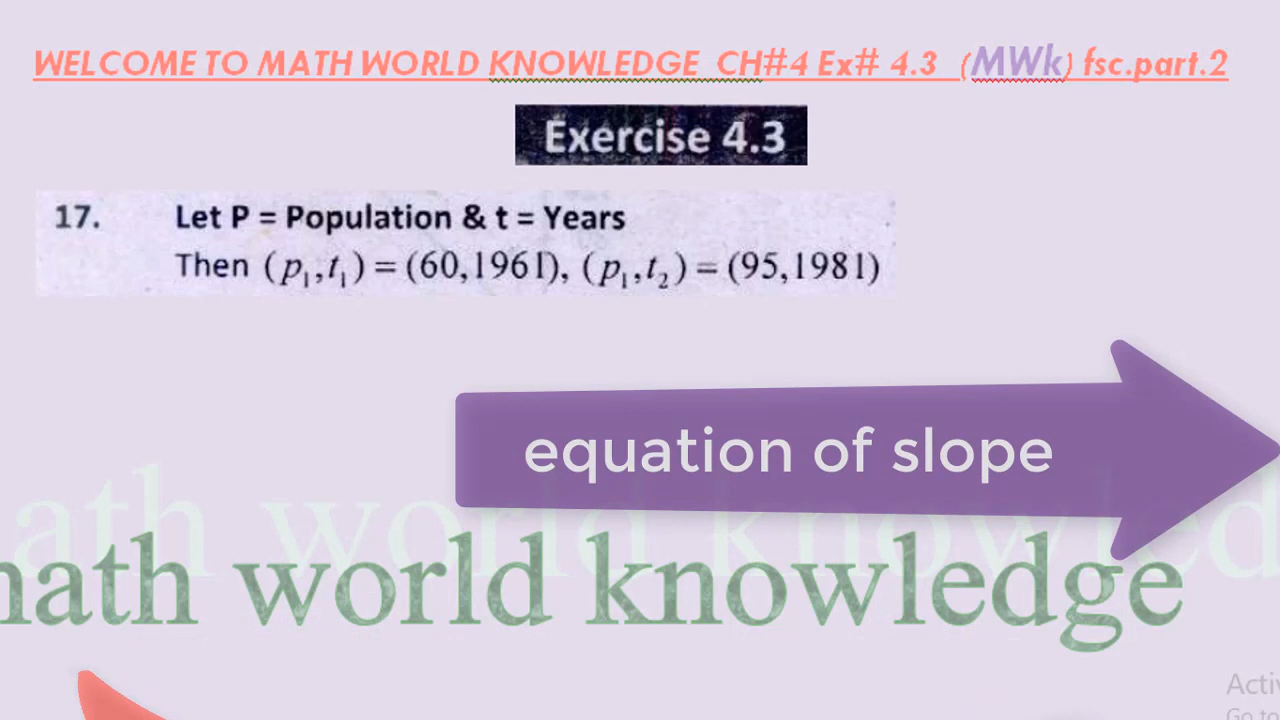 WELCOME TO MATH WORLD KNOWLEDGE CH#4 Ex# 4.3 (MWk) fsc.part.2
Exercise 4.3
17. Let P = Population & t = Years
Then (p₁,t₁) = (60,1961), (p₁,t₂) = (95,1981)
equation of slope
math world knowledge